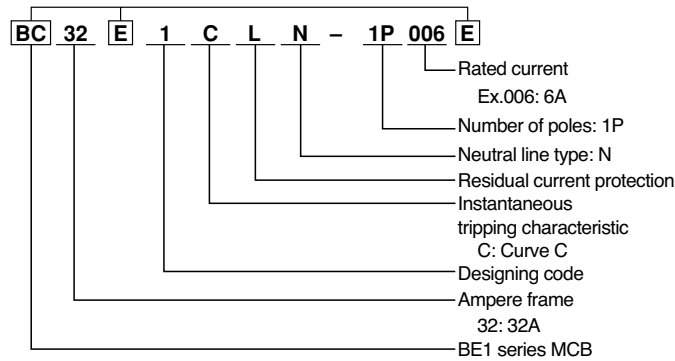 BC 32 E 1 C L N – 1P 006 E
Rated current
Ex.006: 6A
Number of poles: 1P
Neutral line type: N
Residual current protection
Instantaneous
tripping characteristic
C: Curve C
Designing code
Ampere frame
32: 32A
BE1 series MCB